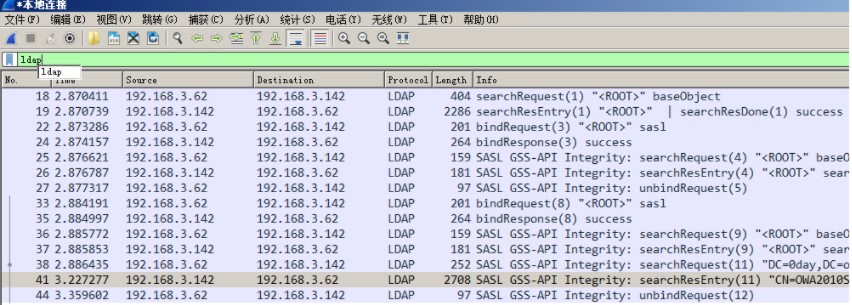 *本地连接
文件(F) 编辑(E) 视图(V) 跳转(G) 捕获(C) 分析(A) 统计(S) 电话(T) 无线(W) 工具(T) 帮助(H)
ldap
ldap
No. Time Source Destination Protocol Length Info
18 2.870411 192.168.3.62 192.168.3.142 LDAP 404 searchRequest(1) "<ROOT>" baseObject
19 2.870739 192.168.3.142 192.168.3.62 LDAP 2286 searchResEntry(1) "<ROOT>" | searchResDone(1) success
22 2.873286 192.168.3.62 192.168.3.142 LDAP 201 bindRequest(3) "<ROOT>" sasl
24 2.874157 192.168.3.142 192.168.3.62 LDAP 264 bindResponse(3) success
25 2.876621 192.168.3.62 192.168.3.142 LDAP 159 SASL GSS-API Integrity: searchRequest(4) "<ROOT>" baseO
26 2.876787 192.168.3.142 192.168.3.62 LDAP 181 SASL GSS-API Integrity: searchResEntry(4) "<ROOT>" sear
27 2.877317 192.168.3.62 192.168.3.142 LDAP 97 SASL GSS-API Integrity: unbindRequest(5)
33 2.884191 192.168.3.62 192.168.3.142 LDAP 201 bindRequest(8) "<ROOT>" sasl
35 2.884997 192.168.3.142 192.168.3.62 LDAP 264 bindResponse(8) success
36 2.885772 192.168.3.62 192.168.3.142 LDAP 159 SASL GSS-API Integrity: searchRequest(9) "<ROOT>" baseO
37 2.885853 192.168.3.142 192.168.3.62 LDAP 181 SASL GSS-API Integrity: searchResEntry(9) "<ROOT>" sear
38 2.886435 192.168.3.62 192.168.3.142 LDAP 252 SASL GSS-API Integrity: searchRequest(11) "DC=0day,DC=o
41 3.227277 192.168.3.142 192.168.3.62 LDAP 2708 SASL GSS-API Integrity: searchResEntry(11) "CN=OWA2010S
44 3.359602 192.168.3.62 192.168.3.142 LDAP 97 SASL GSS-API Integrity: unbindRequest(12)